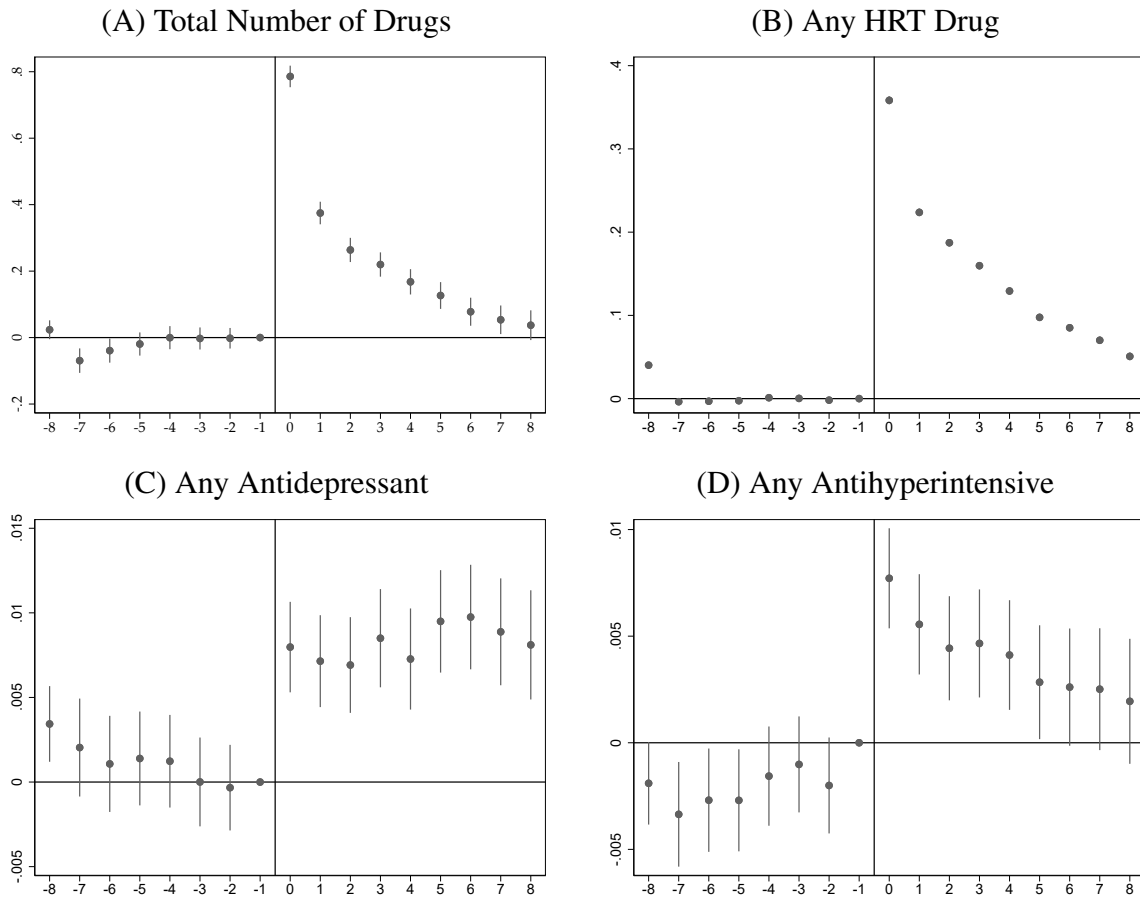 (A) Total Number of Drugs
.8
.6
.4
.2
0
-.2
-8 -7 -6 -5 -4 -3 -2 -1 0 1 2 3 4 5 6 7 8
(B) Any HRT Drug
.4
.3
.2
.1
0
-8 -7 -6 -5 -4 -3 -2 -1 0 1 2 3 4 5 6 7 8
(C) Any Antidepressant
.015
.01
.005
0
-.005
-8 -7 -6 -5 -4 -3 -2 -1 0 1 2 3 4 5 6 7 8
(D) Any Antihyperintensive
.01
.005
0
-.005
-8 -7 -6 -5 -4 -3 -2 -1 0 1 2 3 4 5 6 7 8